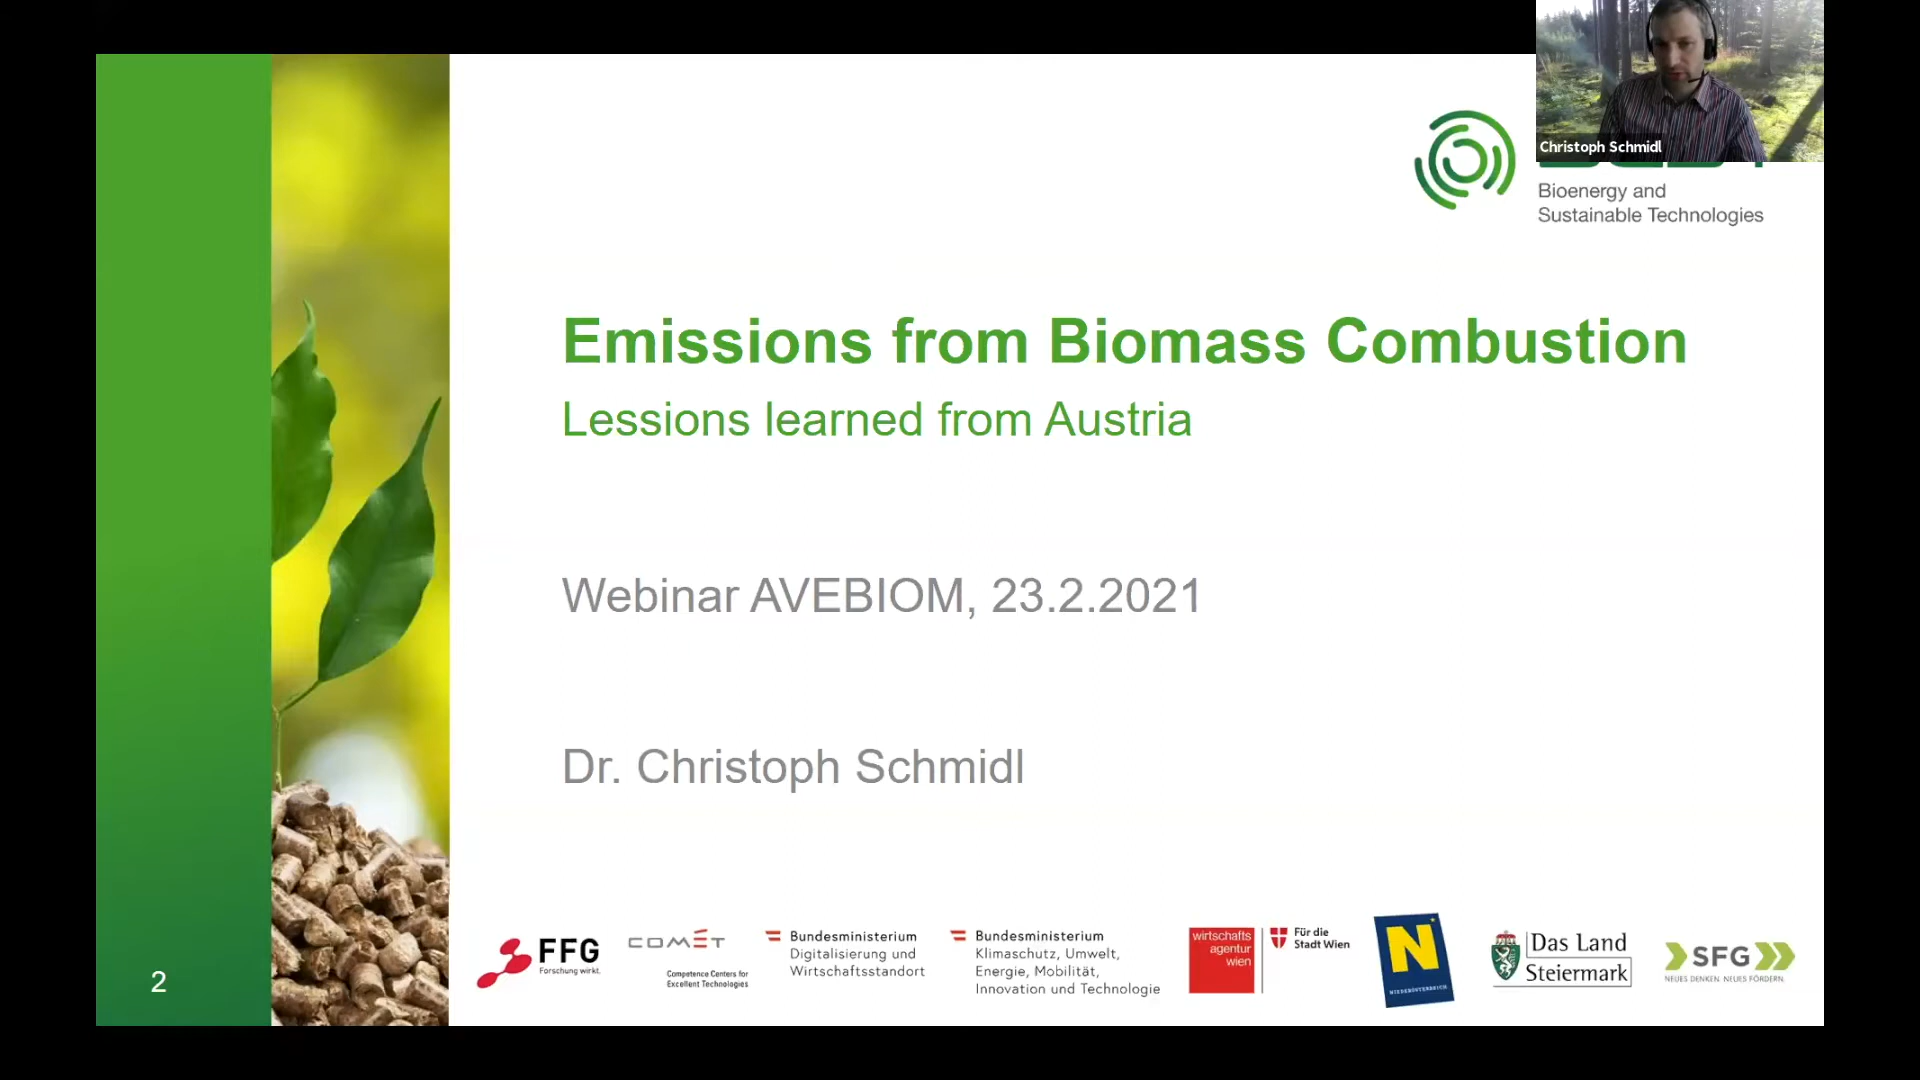 Christoph Schmidl
Bioenergy and
Sustainable Technologies
Emissions from Biomass Combustion
Lessions learned from Austria
Webinar AVEBIOM, 23.2.2021
Dr. Christoph Schmidl
2
FFG
Forschung wirkt.
COMET
Competence Centers for
Excellent Technologies
Bundesministerium
Digitalisierung und
Wirtschaftsstandort
Bundesministerium
Klimaschutz, Umwelt,
Energie, Mobilität,
Innovation und Technologie
wirtschafts
agentur
wien
Für die
Stadt Wien
N
NIEDERÖSTERREICH
Das Land
Steiermark
SFG
NEUES DENKEN. NEUES FÖRDERN.